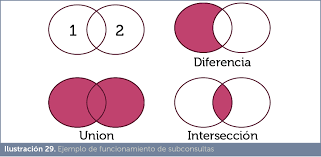 1 2
Diferencia
Union
Intersección
Ilustración 29. Ejemplo de funcionamiento de subconsultas